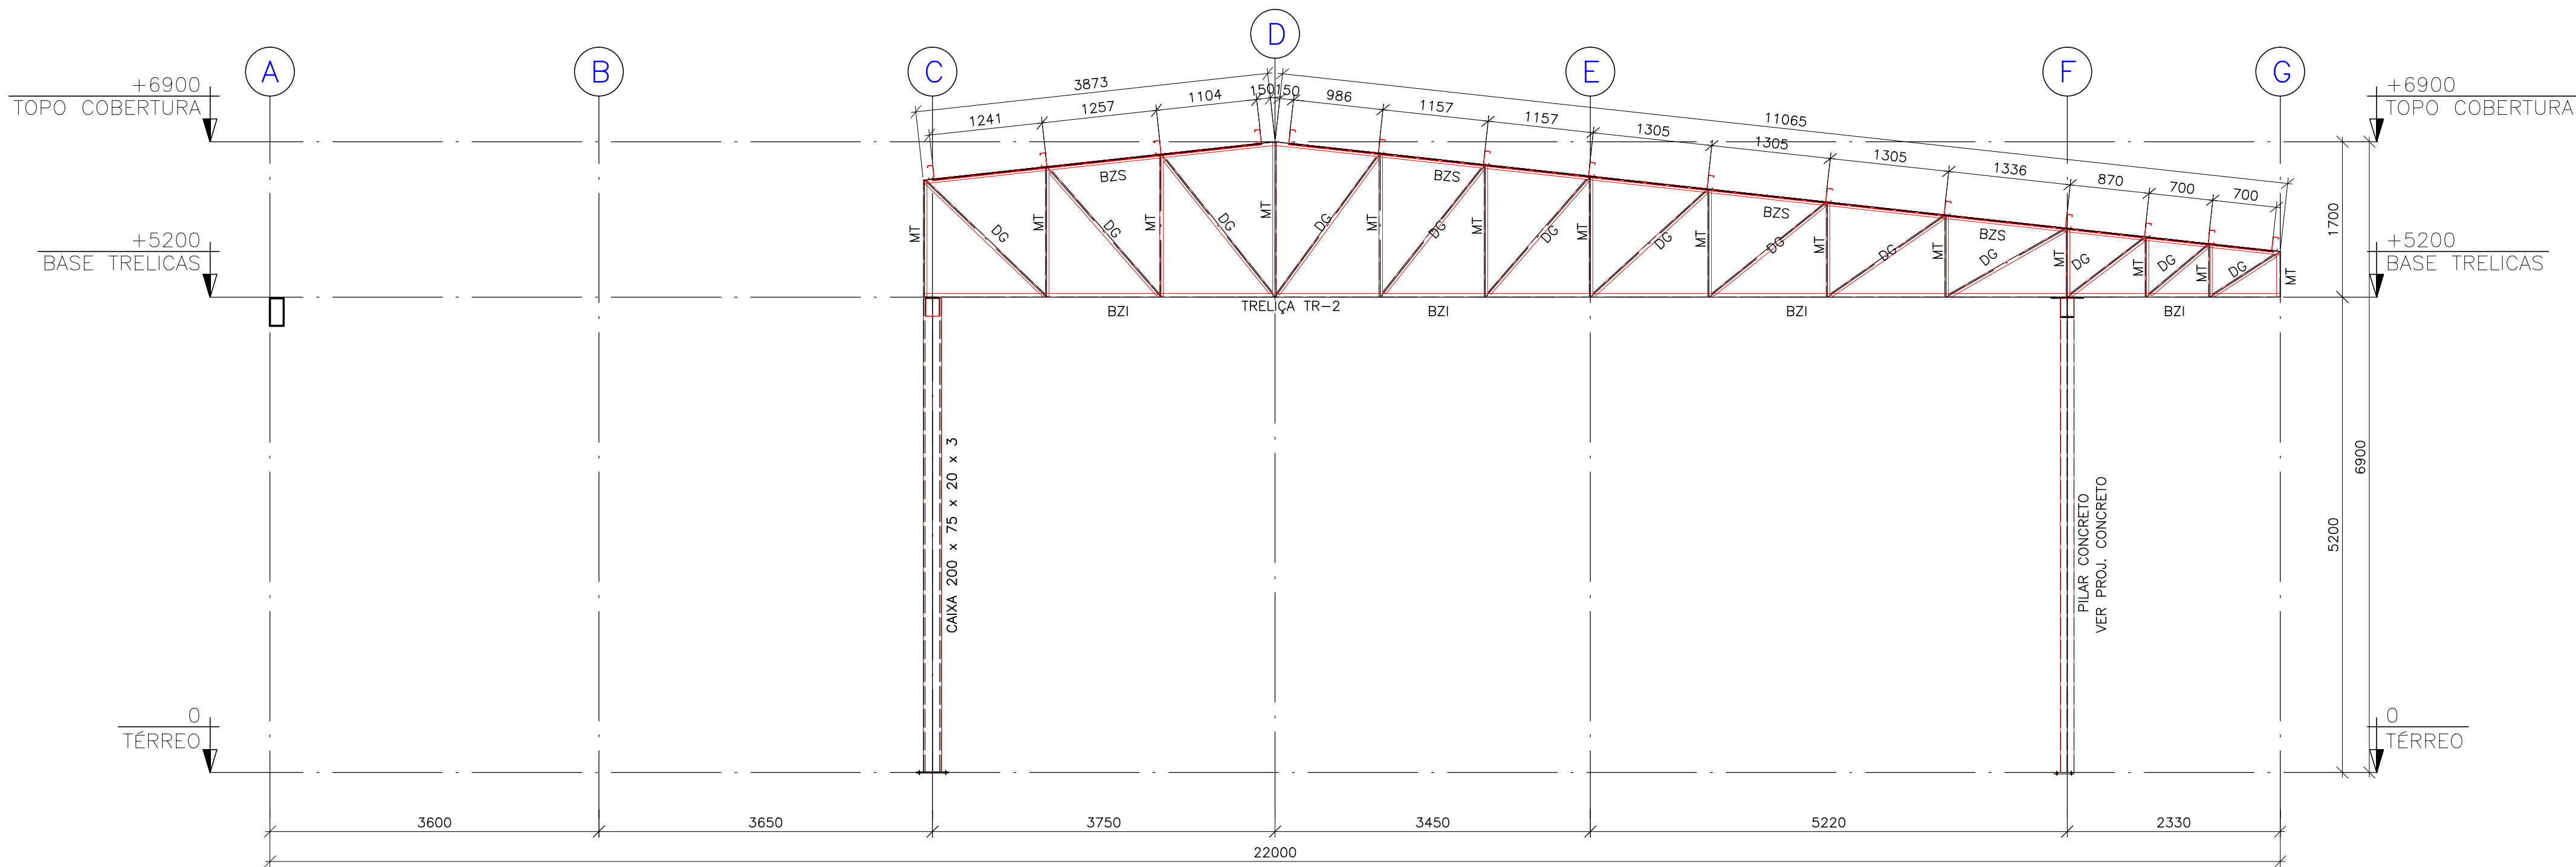 A
B
C
D
E
F
G
+6900
TOPO COBERTURA
+6900
TOPO COBERTURA
3873
11065
1241
1257
1104
150
150
986
1157
1157
1305
1305
1305
1336
870
700
700
+5200
BASE TRELICAS
+5200
BASE TRELICAS
BZS
BZS
BZS
BZS
MT
DG
MT
DG
MT
DG
MT
DG
MT
DG
MT
DG
MT
DG
MT
DG
MT
DG
MT
DG
MT
DG
MT
DG
MT
DG
MT
BZI
TRELIÇA TR-2
BZI
BZI
BZI
1700
5200
6900
CAIXA 200 x 75 x 20 x 3
PILAR CONCRETO
VER PROJ. CONCRETO
0
TÉRREO
0
TÉRREO
3600
3650
3750
3450
5220
2330
22000